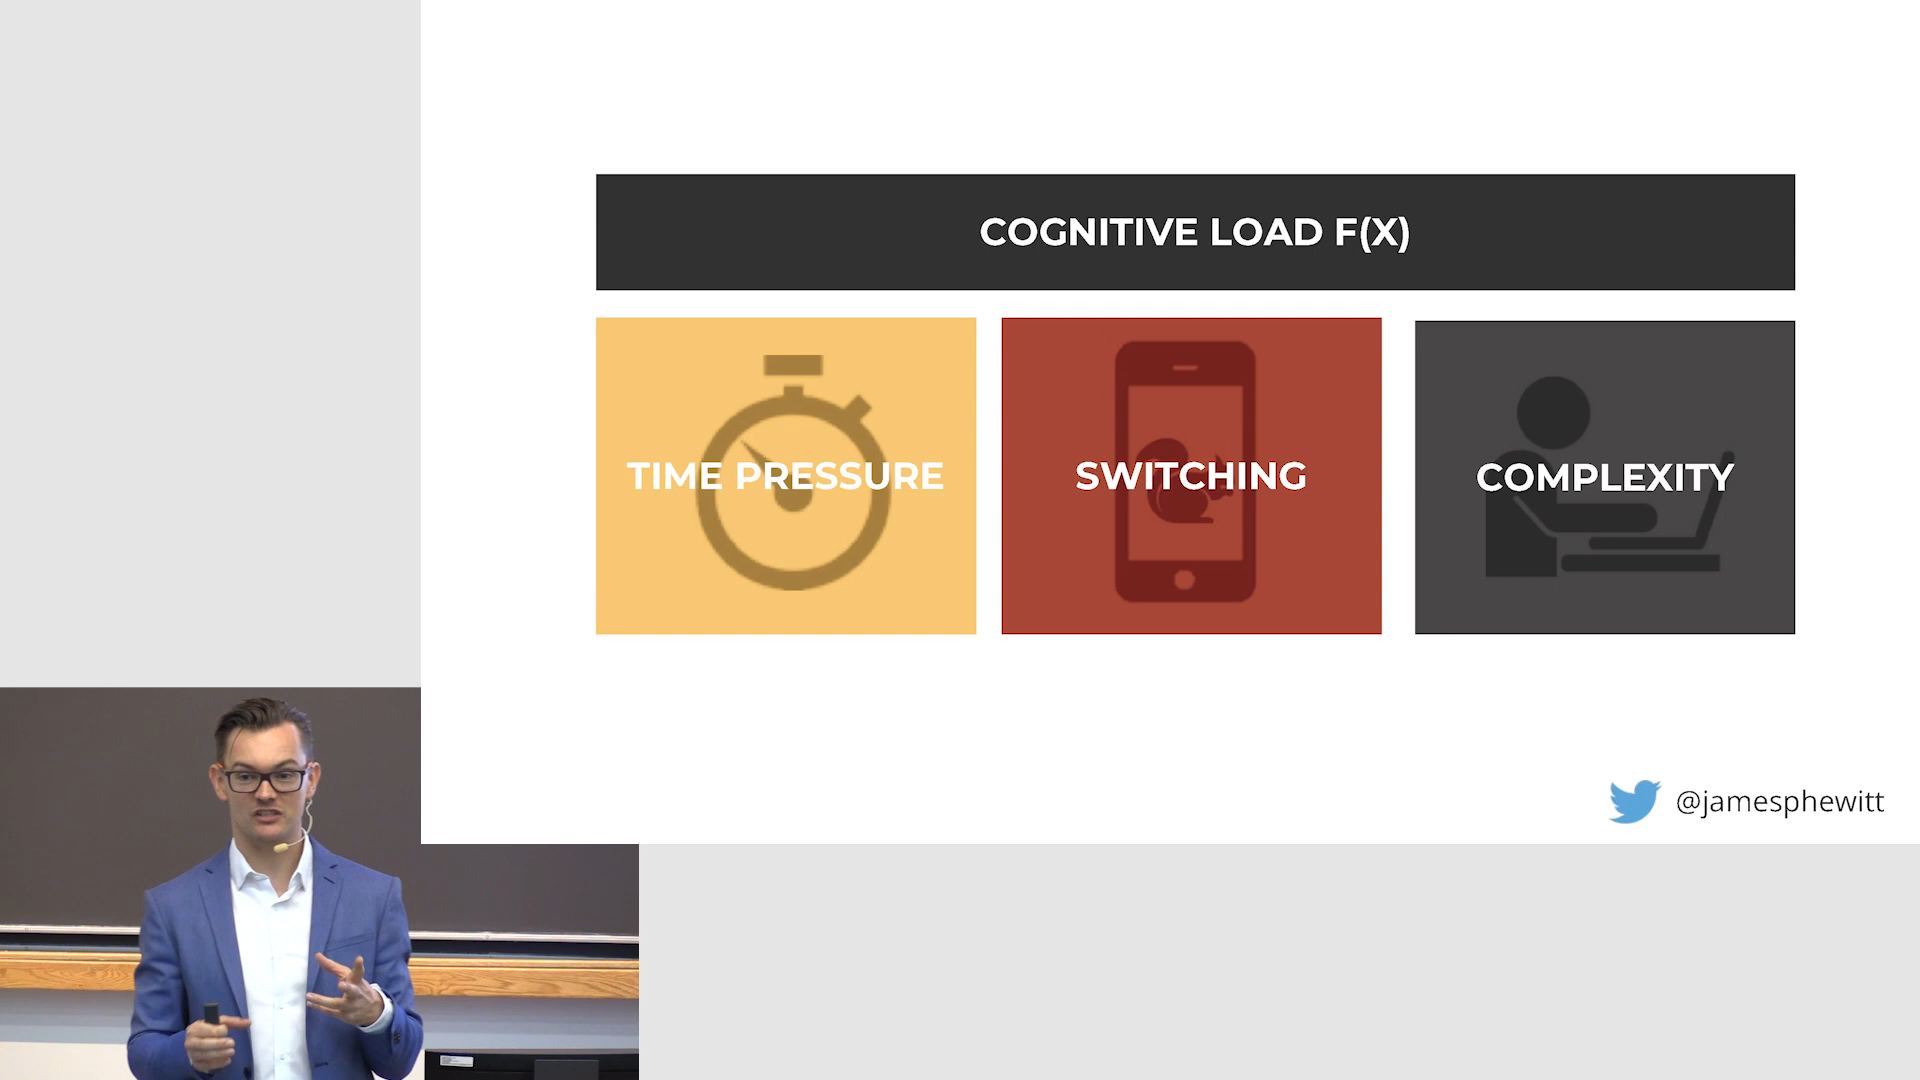 COGNITIVE LOAD F(X)
TIME PRESSURE
SWITCHING
COMPLEXITY
@jamesphewitt